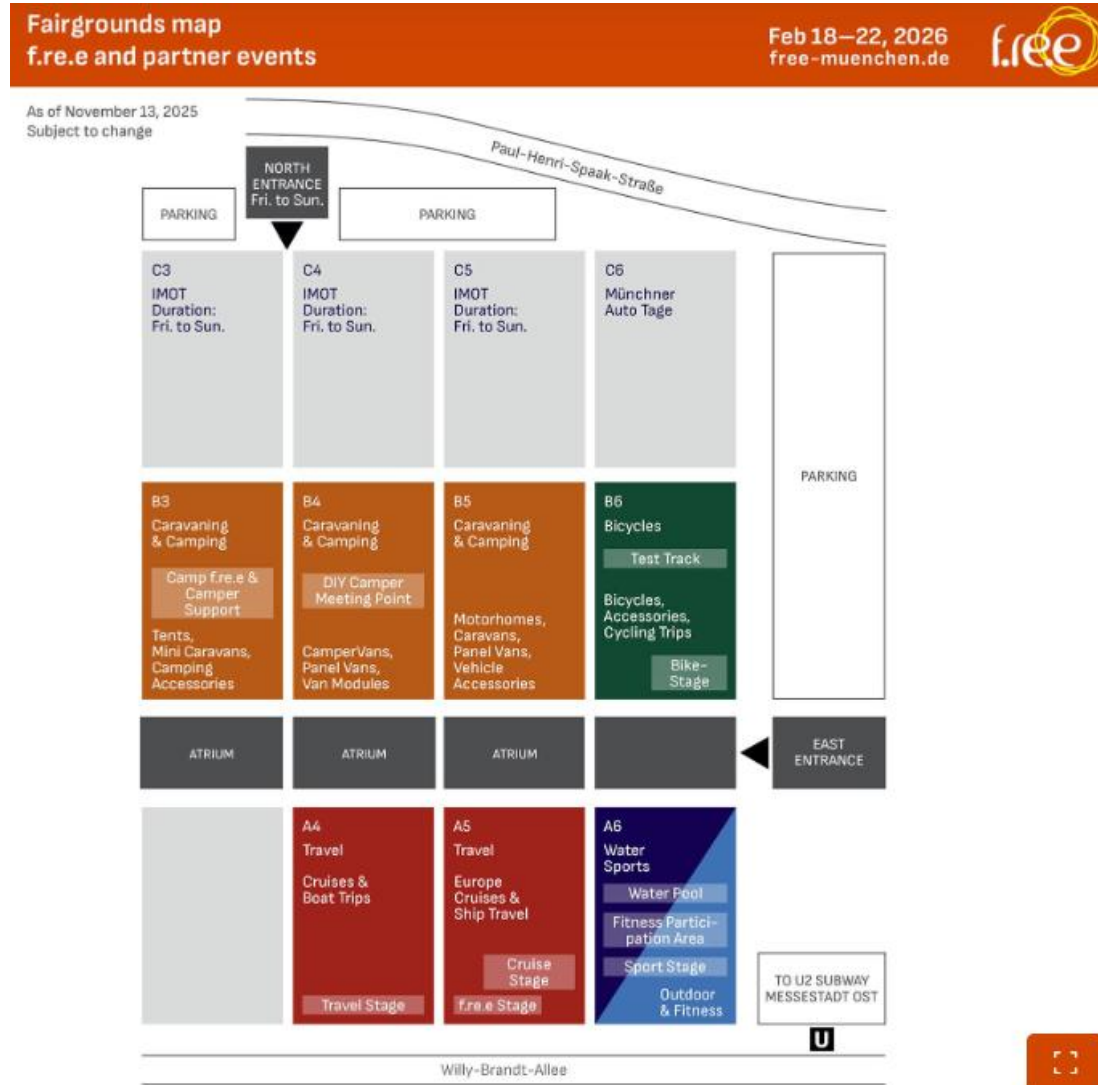 Fairgrounds map
f.re.e and partner events
Feb 18—22, 2026
free-muenchen.de
f.re.e
As of November 13, 2025
Subject to change
Paul-Henri-Spaak-Straße
NORTH
ENTRANCE
Fri. to Sun.
PARKING
PARKING
C3
IMOT
Duration:
Fri. to Sun.
C4
IMOT
Duration:
Fri. to Sun.
C5
IMOT
Duration:
Fri. to Sun.
C6
Münchner
Auto Tage
PARKING
B3
Caravaning
& Camping
Camp f.re.e &
Camper
Support
Tents,
Mini Caravans,
Camping
Accessories
B4
Caravaning
& Camping
DIY Camper
Meeting Point
CamperVans,
Panel Vans,
Van Modules
B5
Caravaning
& Camping
Motorhomes,
Caravans,
Panel Vans,
Vehicle
Accessories
B6
Bicycles
Test Track
Bicycles,
Accessories,
Cycling Trips
Bike-
Stage
ATRIUM
ATRIUM
ATRIUM
EAST
ENTRANCE
A4
Travel
Cruises &
Boat Trips
Travel Stage
A5
Travel
Europe
Cruises &
Ship Travel
Cruise
Stage
f.re.e Stage
A6
Water
Sports
Water Pool
Fitness Partici-
pation Area
Sport Stage
Outdoor
& Fitness
TO U2 SUBWAY
MESSESTADT OST
U
Willy-Brandt-Allee